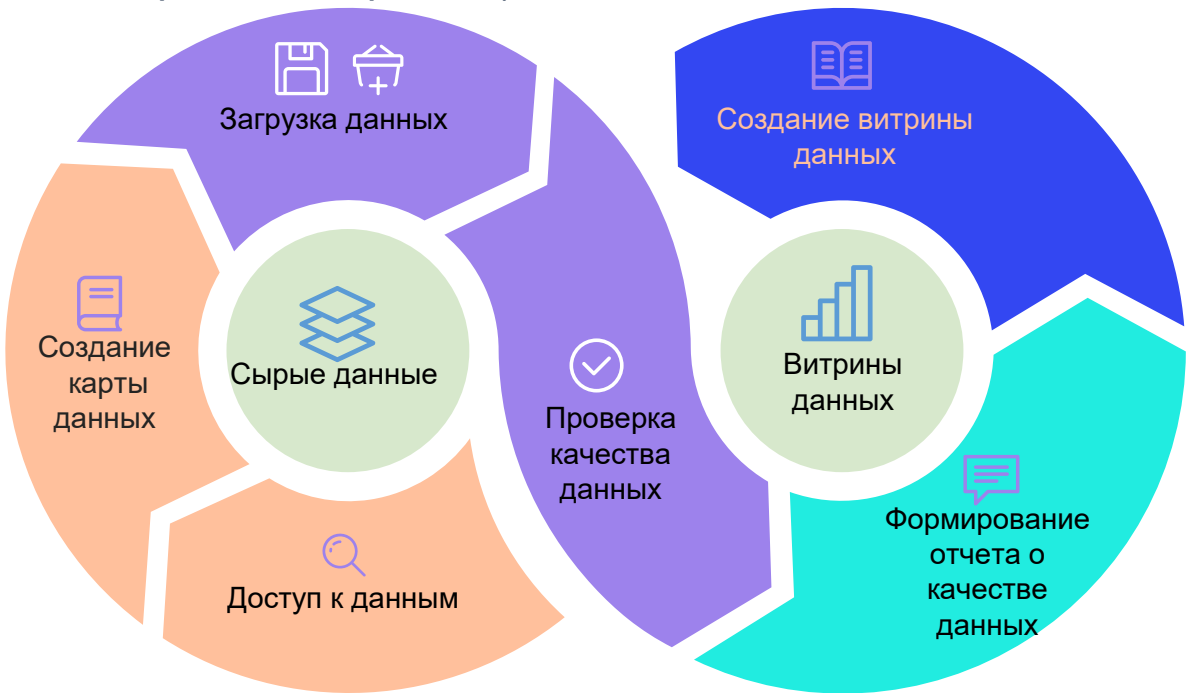 Загрузка данных
Создание витрины
данных
Создание
карты
данных
Сырые данные
Витрины
данных
Проверка
качества
данных
Формирование
отчета о
качестве
данных
Доступ к данным